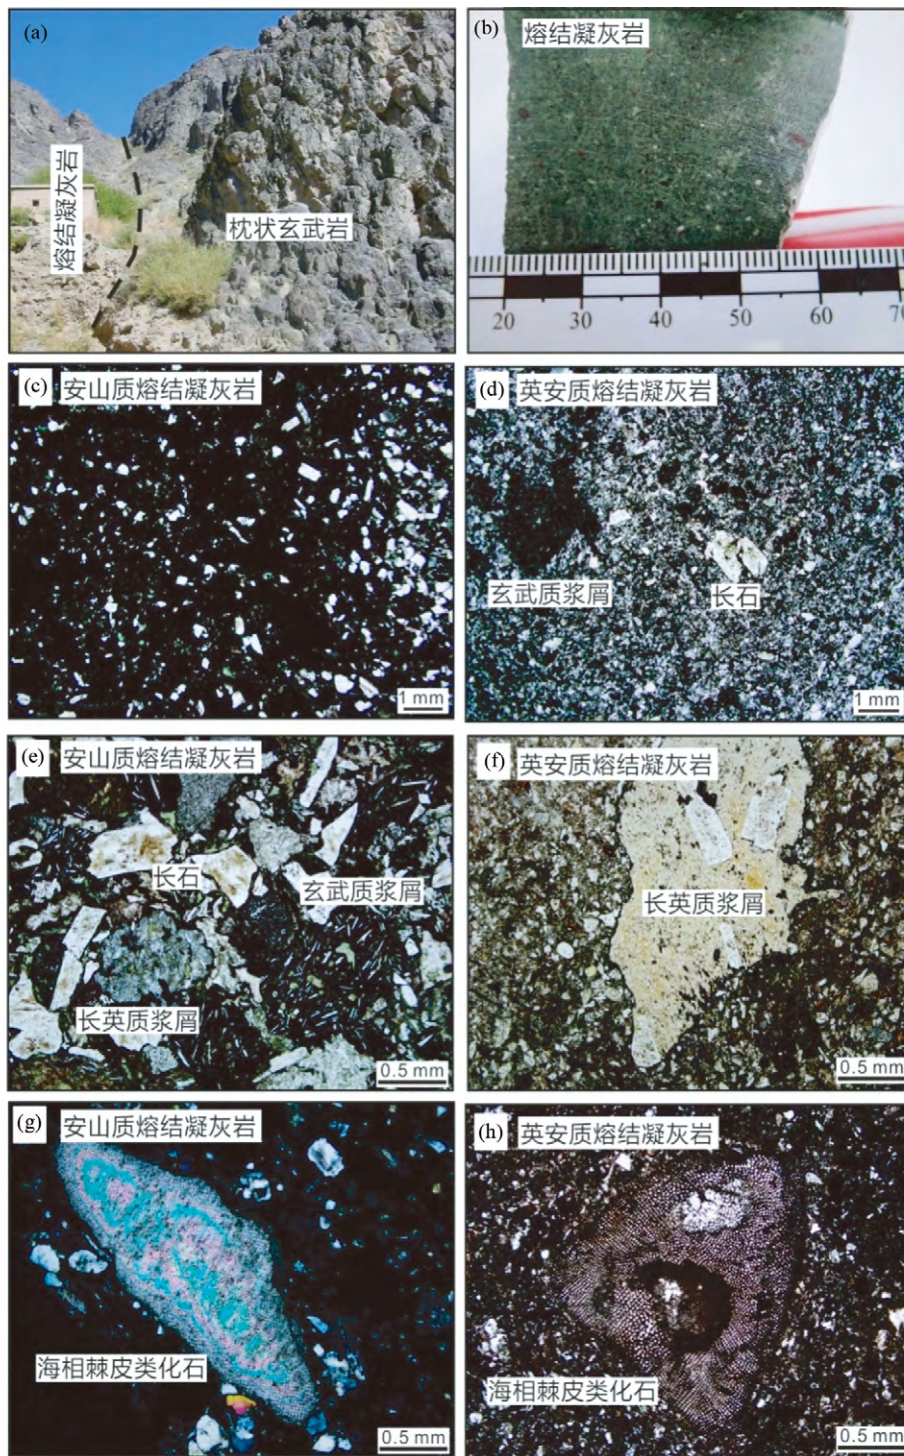 (a)
熔结凝灰岩
枕状玄武岩
(b)
熔结凝灰岩
20 30 40 50 60 70
(c) 安山质熔结凝灰岩
1 mm
(d) 英安质熔结凝灰岩
玄武质浆屑
长石
1 mm
(e) 安山质熔结凝灰岩
长石
玄武质浆屑
长英质浆屑
0.5 mm
(f) 英安质熔结凝灰岩
长英质浆屑
0.5 mm
(g) 安山质熔结凝灰岩
海相棘皮类化石
0.5 mm
(h) 英安质熔结凝灰岩
海相棘皮类化石
0.5 mm